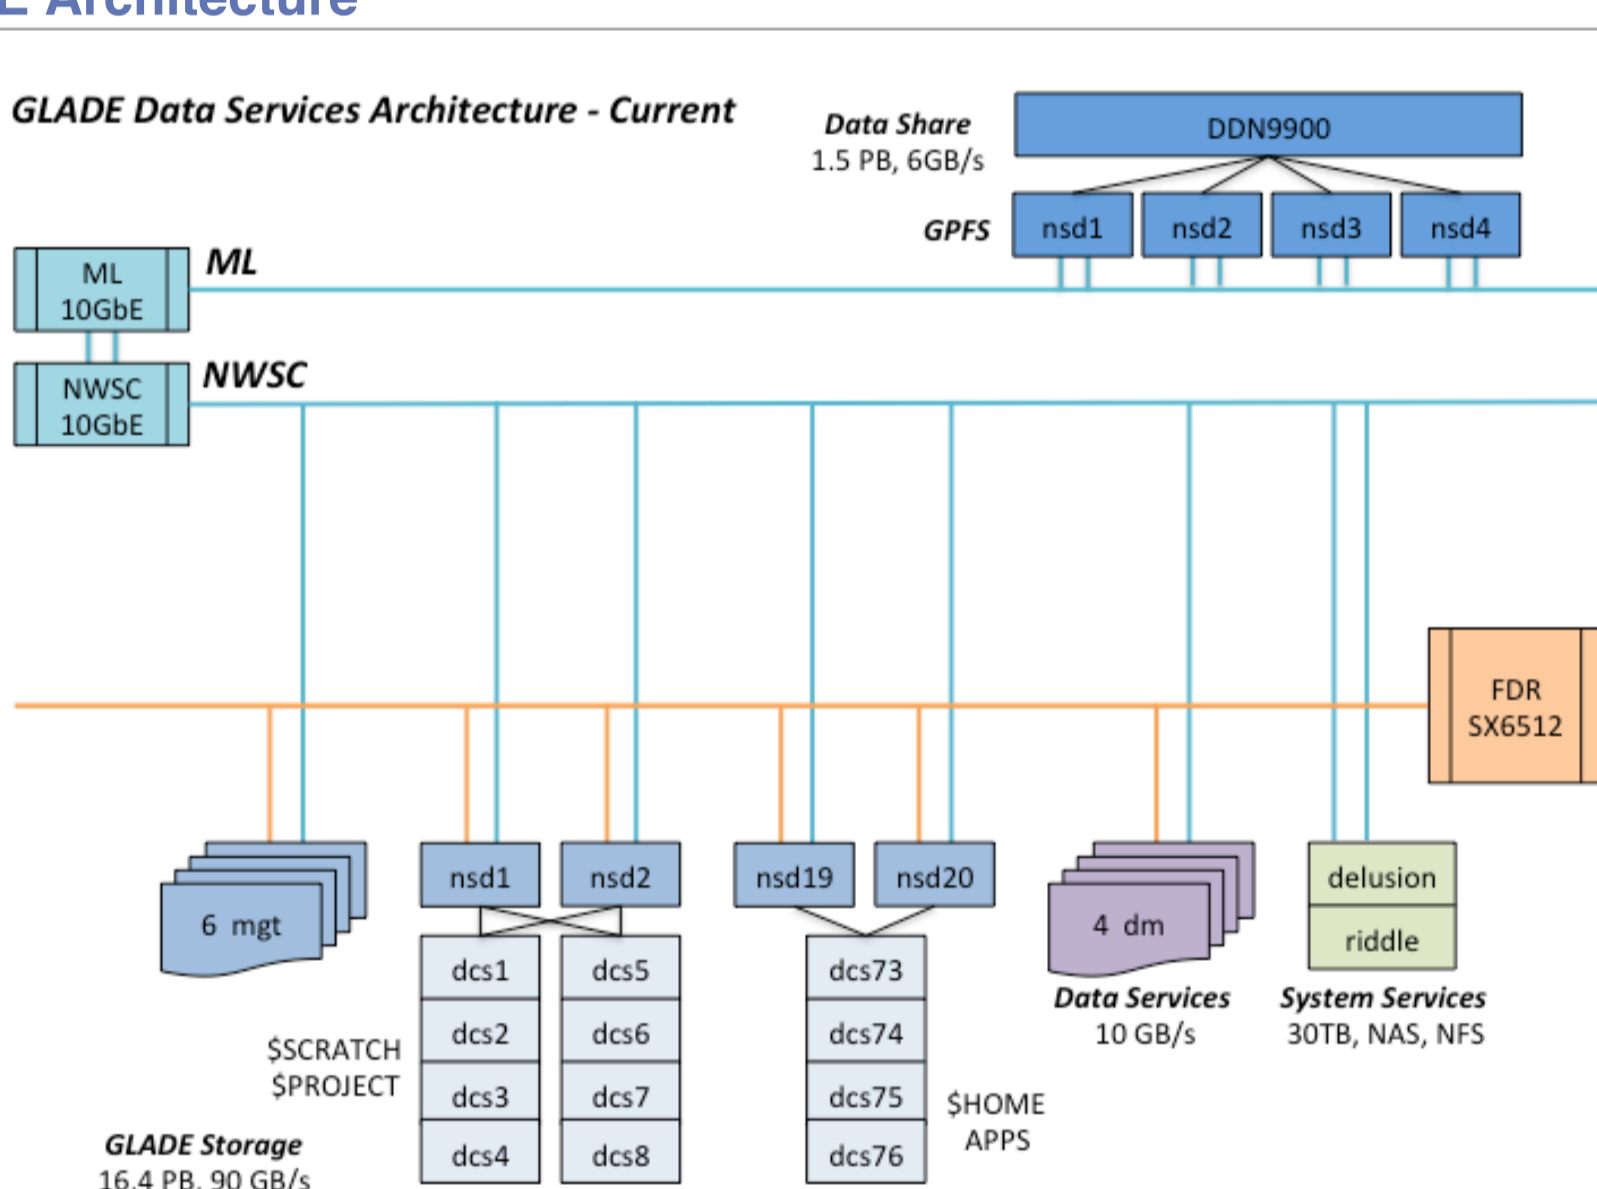 E Architecture
GLADE Data Services Architecture - Current
Data Share
1.5 PB, 6GB/s
DDN9900
GPFS
nsd1
nsd2
nsd3
nsd4
ML
10GbE
ML
NWSC
10GbE
NWSC
FDR
SX6512
6 mgt
nsd1
nsd2
nsd19
nsd20
4 dm
delusion
riddle
dcs1
dcs5
dcs73
Data Services
10 GB/s
System Services
30TB, NAS, NFS
dcs2
dcs6
dcs74
$SCRATCH
$PROJECT
dcs3
dcs7
dcs75
$HOME
APPS
GLADE Storage
16.4 PB, 90 GB/s
dcs4
dcs8
dcs76